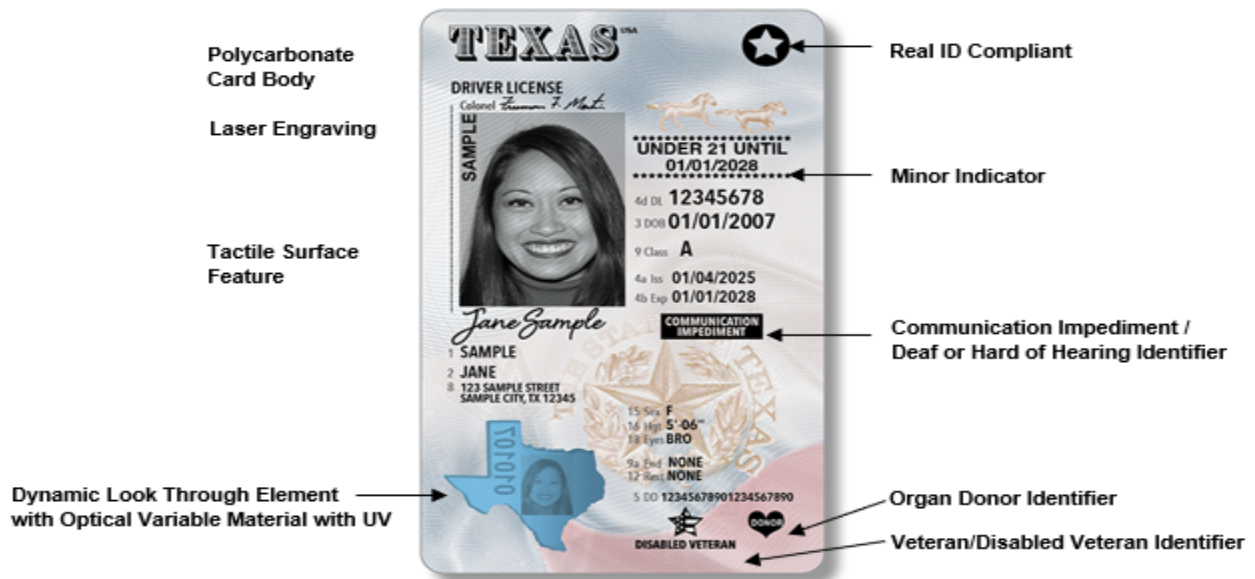 Polycarbonate
Card Body
Laser Engraving
Tactile Surface
Feature
Dynamic Look Through Element
with Optical Variable Material with UV
TEXAS USA
DRIVER LICENSE
Colonel
SAMPLE
UNDER 21 UNTIL
01/01/2028
4d DL 12345678
3 DOB 01/01/2007
9 Class A
4a Iss 01/04/2025
4b Exp 01/01/2028
COMMUNICATION
IMPEDIMENT
Jane Sample
1 SAMPLE
2 JANE
8 123 SAMPLE STREET
SAMPLE CITY, TX 12345
15 Sex F
16 Hgt 5'-06"
18 Eyes BRO
9a End NONE
12 Rest NONE
5 DD 12345678901234567890
010107
THE STATE OF TEXAS
DISABLED VETERAN
DONOR
Real ID Compliant
Minor Indicator
Communication Impediment /
Deaf or Hard of Hearing Identifier
Organ Donor Identifier
Veteran/Disabled Veteran Identifier